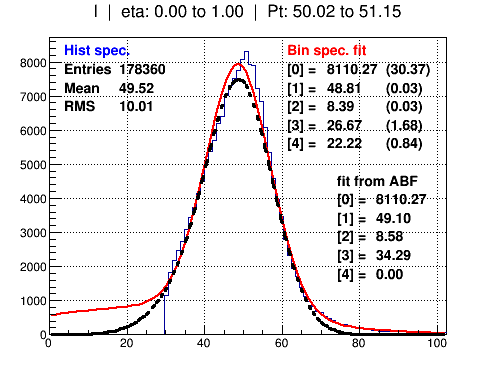 I | eta: 0.00 to 1.00 | Pt: 50.02 to 51.15
Hist spec.
Entries 178360
Mean 49.52
RMS 10.01
Bin spec. fit
[0] = 8110.27 (30.37)
[1] = 48.81 (0.03)
[2] = 8.39 (0.03)
[3] = 26.67 (1.68)
[4] = 22.22 (0.84)
fit from ABF
[0] = 8110.27
[1] = 49.10
[2] = 8.58
[3] = 34.29
[4] = 0.00
8000
7000
6000
5000
4000
3000
2000
1000
0
0 20 40 60 80 100